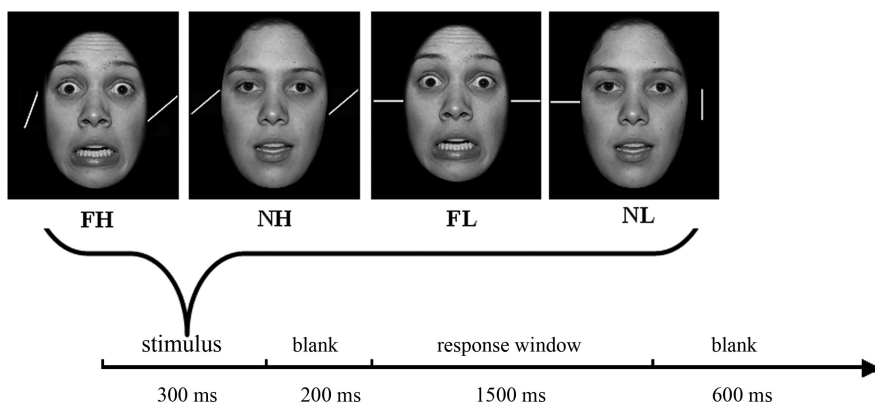 FH NH FL NL
stimulus blank response window blank
300 ms 200 ms 1500 ms 600 ms